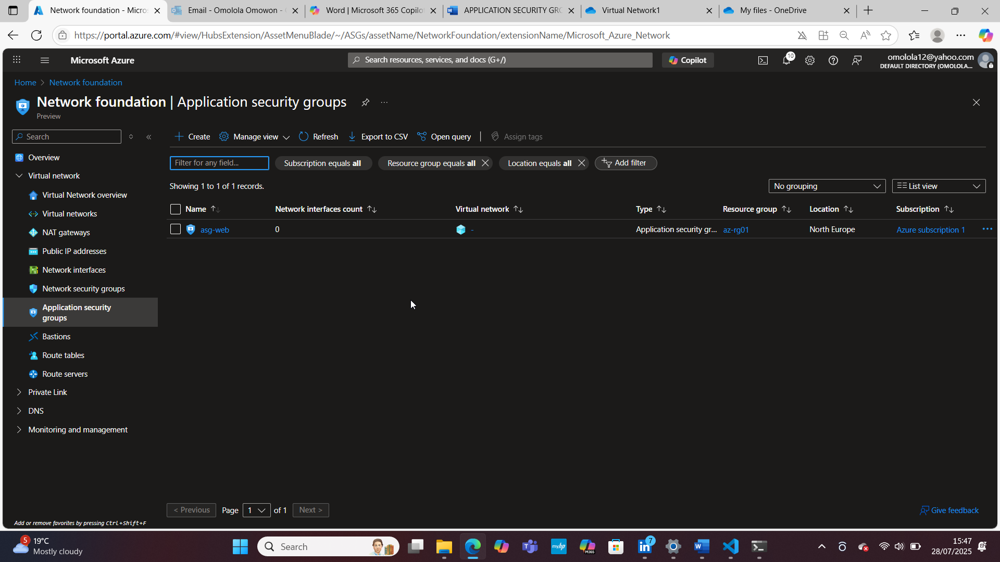 Network foundation - Micros
Email - Omolola Omowon -
Word | Microsoft 365 Copilot
APPLICATION SECURITY GRO
Virtual Network1
My files - OneDrive
https://portal.azure.com/#view/HubsExtension/AssetMenuBlade/~/ASGs/assetName/NetworkFoundation/extensionName/Microsoft_Azure_Network
Microsoft Azure
Search resources, services, and docs (G+/)
Copilot
10
omolola12@yahoo.com
DEFAULT DIRECTORY (OMOLOLA...
Home > Network foundation
Network foundation | Application security groups
Preview
Search
Create
Manage view
Refresh
Export to CSV
Open query
Assign tags
Overview
Virtual network
Virtual Network overview
Virtual networks
NAT gateways
Public IP addresses
Network interfaces
Network security groups
Application security
groups
Bastions
Route tables
Route servers
Private Link
DNS
Monitoring and management
Add or remove favorites by pressing Ctrl+Shift+F
Filter for any field...
Subscription equals all
Resource group equals all
Location equals all
Add filter
Showing 1 to 1 of 1 records.
No grouping
List view
Name
Network interfaces count
Virtual network
Type
Resource group
Location
Subscription
asg-web
0
-
Application security gr...
az-rg01
North Europe
Azure subscription 1
< Previous
Page
1
of 1
Next >
Give feedback
5
19°C
Mostly cloudy
Search
myhp
M365
7
15:47
28/07/2025